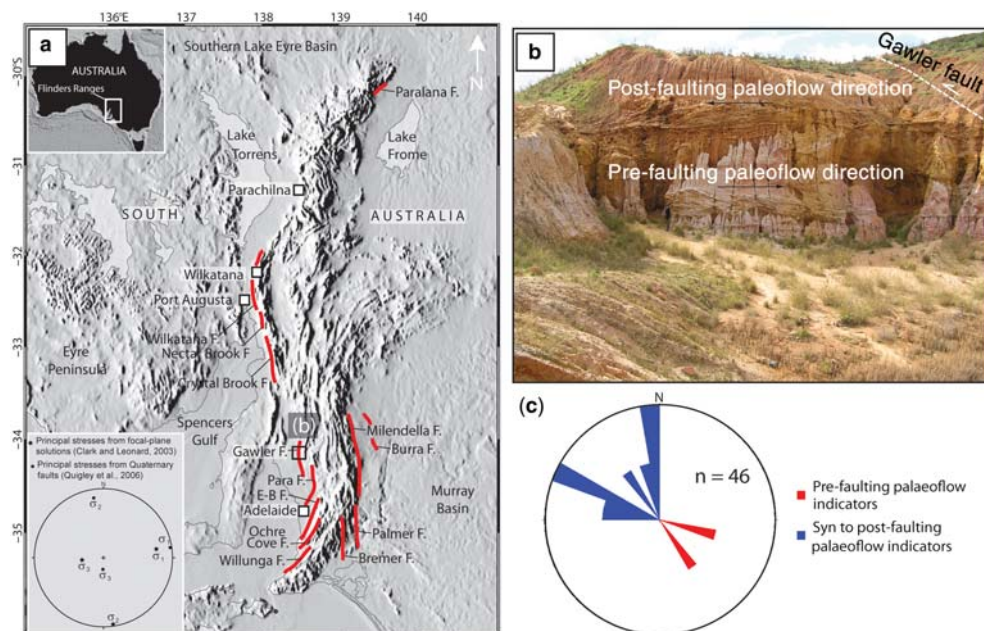 136°E 137 138 139 140
a
Southern Lake Eyre Basin
AUSTRALIA
Flinders Ranges
N
-30°S
Paralana F.
Lake
Torrens
Lake
Frome
-31
Parachilna
SOUTH
AUSTRALIA
-32
Wilkatana
Port Augusta
Wilkatana F.
Nectar Brook F
-33
Eyre
Peninsula
Crystal Brook F.
Spencers
Gulf
(b)
-34
Milendella F.
Gawler F.
Burra F.
Para F.
E-B F.
Adelaide
Murray
Basin
-35
Ochre
Cove F.
Palmer F.
Willunga F.
Bremer F.
Principal stresses from focal-plane
solutions (Clark and Leonard, 2003)
Principal stresses from Quaternary
faults (Quigley et al., 2006)
σ2
σ1
σ3
σ3
σ2
b
Gawler fault
Post-faulting paleoflow direction
Pre-faulting paleoflow direction
(c)
N
n = 46
Pre-faulting palaeoflow
indicators
Syn to post-faulting
palaeoflow indicators